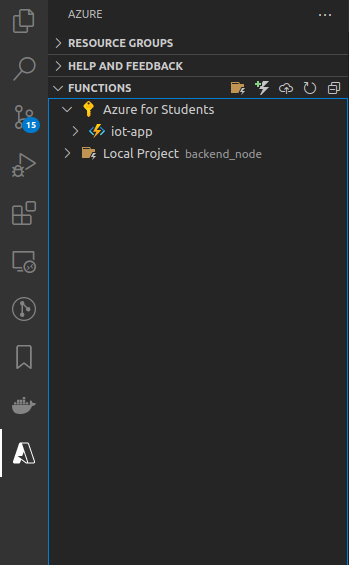 AZURE
RESOURCE GROUPS
HELP AND FEEDBACK
FUNCTIONS
Azure for Students
iot-app
Local Project backend_node
15